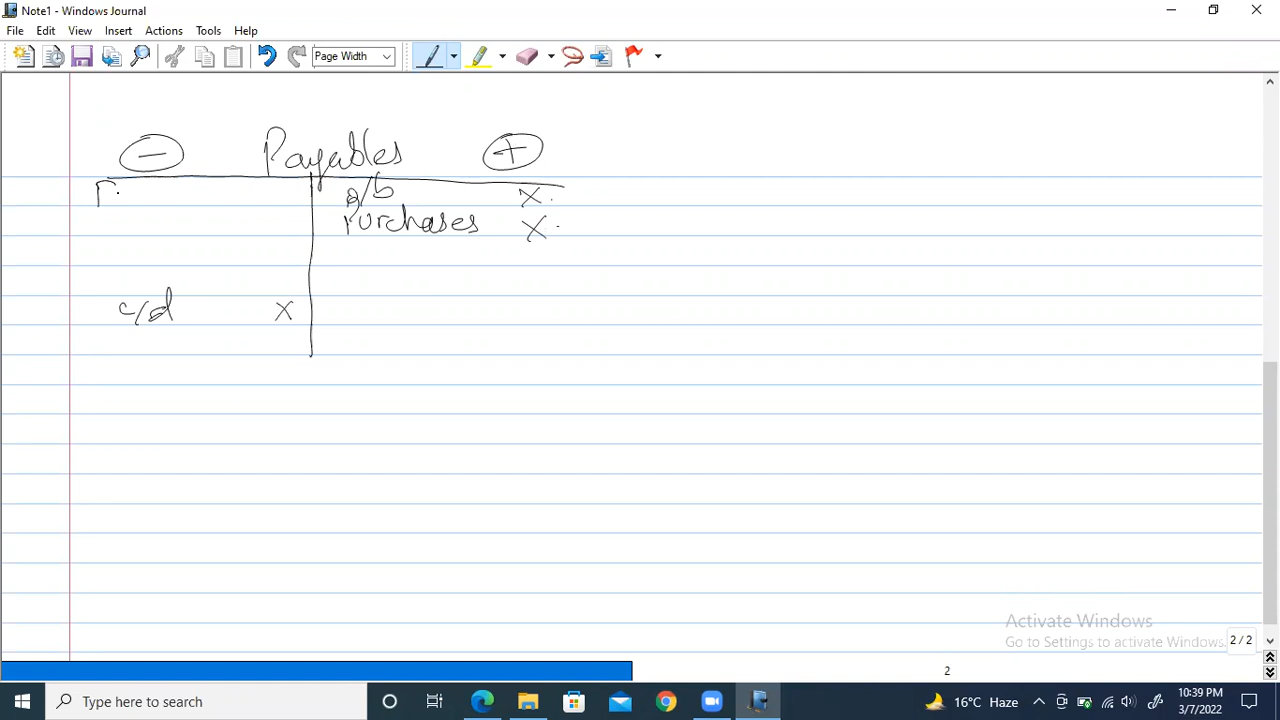 Note1 - Windows Journal
File Edit View Insert Actions Tools Help
Page Width
− Payables +
o/b x
Purchases x
c/d x
Activate Windows
Go to Settings to activate Windows.
2 / 2
2
Type here to search
16°C Haze
10:39 PM
3/7/2022